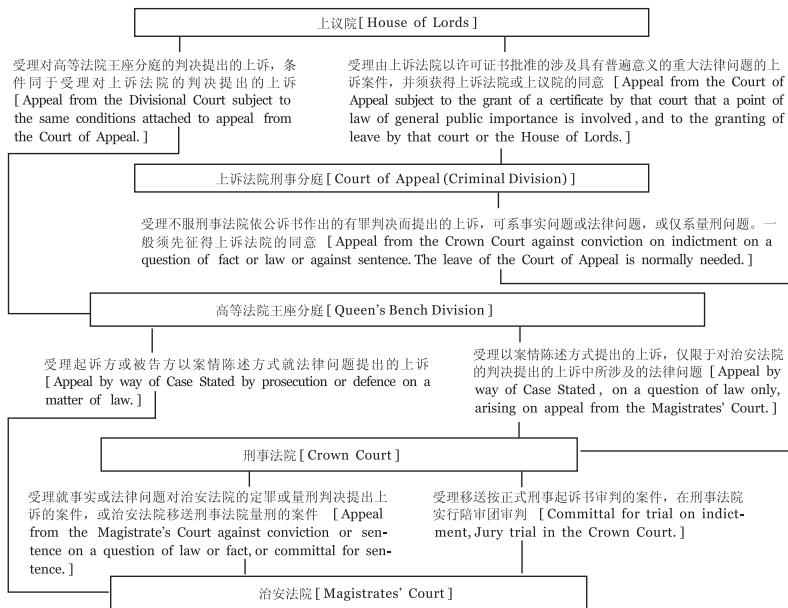 上议院[House of Lords]
受理对高等法院王座分庭的判决提出的上诉，条
件同于受理对上诉法院的判决提出的上诉
[Appeal from the Divisional Court subject to
the same conditions attached to appeal from
the Court of Appeal.]
受理由上诉法院以许可证书批准的涉及具有普遍意义的重大法律问题的上
诉案件，并须获得上诉法院或上议院的同意 [Appeal from the Court of
Appeal subject to the grant of a certificate by that court that a point of
law of general public importance is involved, and to the granting of
leave by that court or the House of Lords.]
上诉法院刑事分庭[Court of Appeal (Criminal Division)]
受理不服刑事法院依公诉书作出的有罪判决而提出的上诉，可系事实问题或法律问题，或仅系量刑问题。一
般须先征得上诉法院的同意 [Appeal from the Crown Court against conviction on indictment on a
question of fact or law or against sentence. The leave of the Court of Appeal is normally needed.]
高等法院王座分庭[Queen's Bench Division]
受理起诉方或被告方以案情陈述方式就法律问题提出的上诉
[Appeal by way of Case Stated by prosecution or defence on a
matter of law.]
受理以案情陈述方式提出的上诉，仅限于对治安法院
的判决提出的上诉中所涉及的法律问题 [Appeal by
way of Case Stated, on a question of law only,
arising on appeal from the Magistrates' Court.]
刑事法院[Crown Court]
受理就事实或法律问题对治安法院的定罪或量刑判决提出上
诉的案件，或治安法院移送刑事法院量刑的案件 [Appeal
from the Magistrate's Court against conviction or sen-
tence on a question of law or fact, or committal for sen-
tence.]
受理移送按正式刑事起诉书审判的案件，在刑事法院
实行陪审团审判 [Committal for trial on indict-
ment, Jury trial in the Crown Court.]
治安法院[Magistrates' Court]